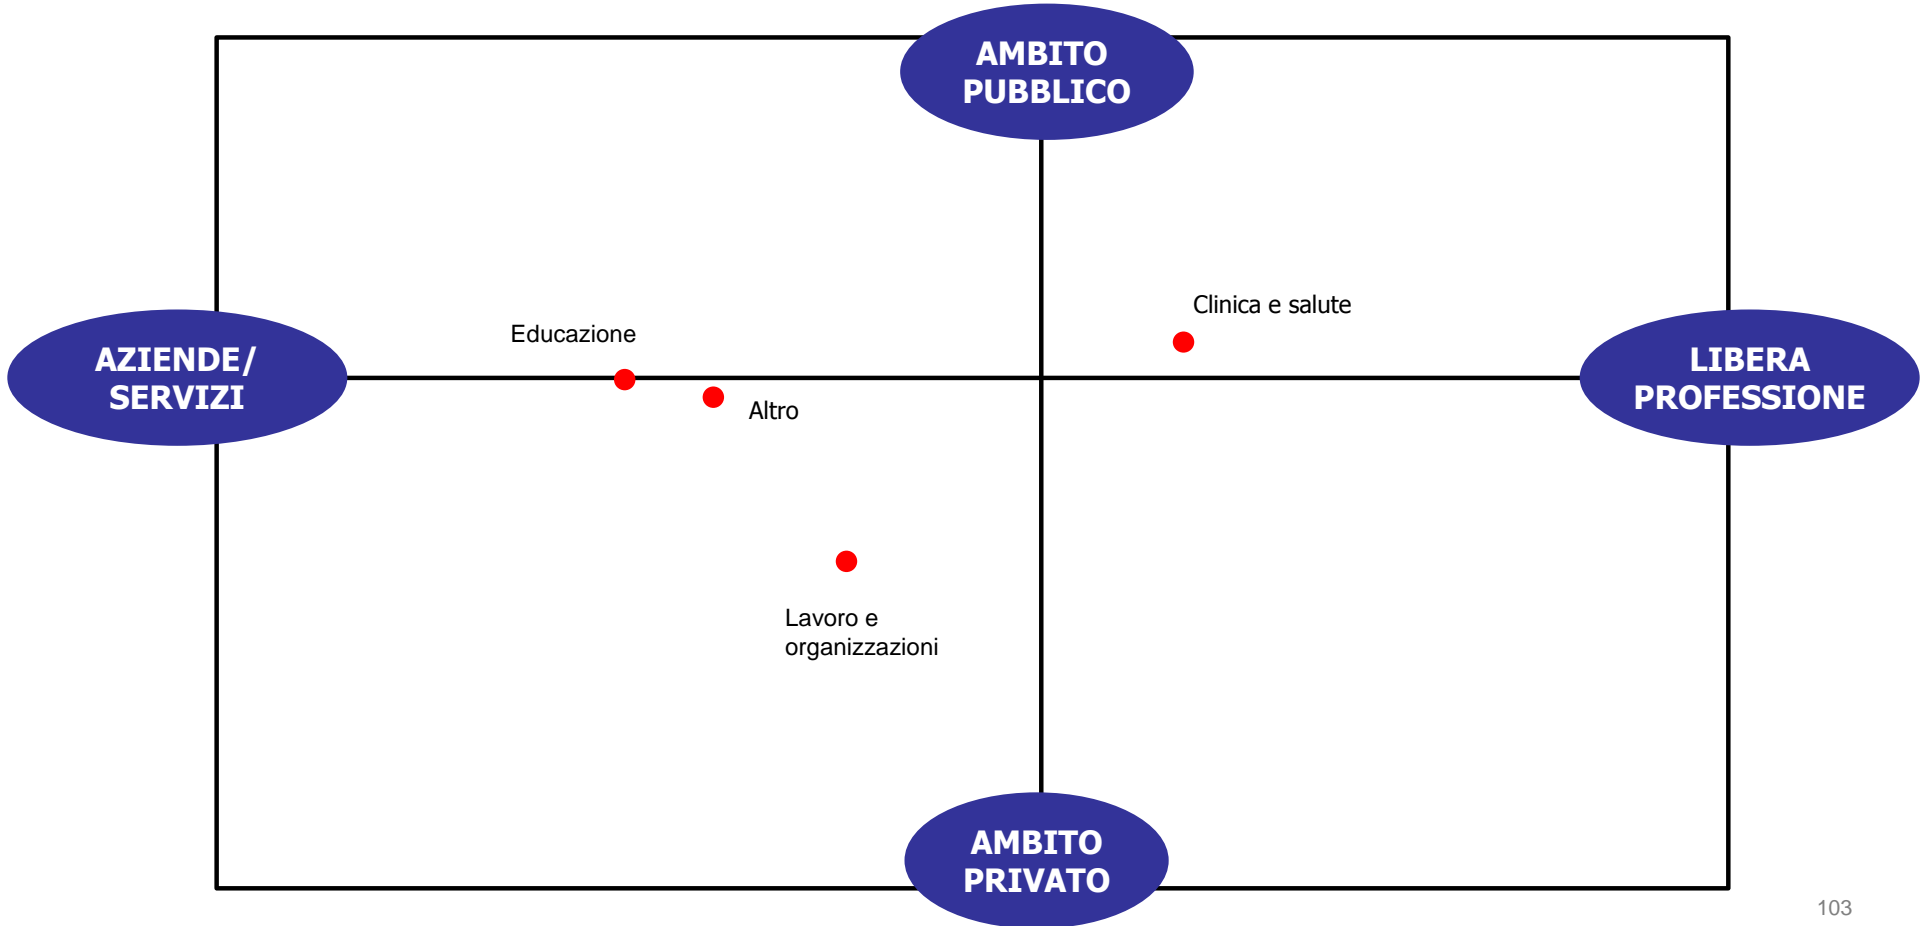 AMBITO
PUBBLICO
Clinica e salute
Educazione
AZIENDE/
SERVIZI
LIBERA
PROFESSIONE
Altro
Lavoro e
organizzazioni
AMBITO
PRIVATO
103